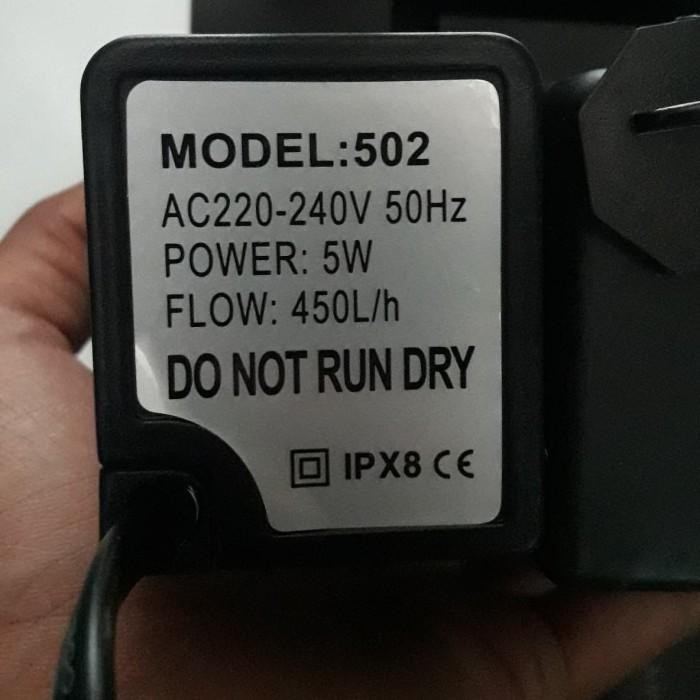 MODEL:502
AC220-240V 50Hz
POWER: 5W
FLOW: 450L/h
DO NOT RUN DRY
IPX8 CE